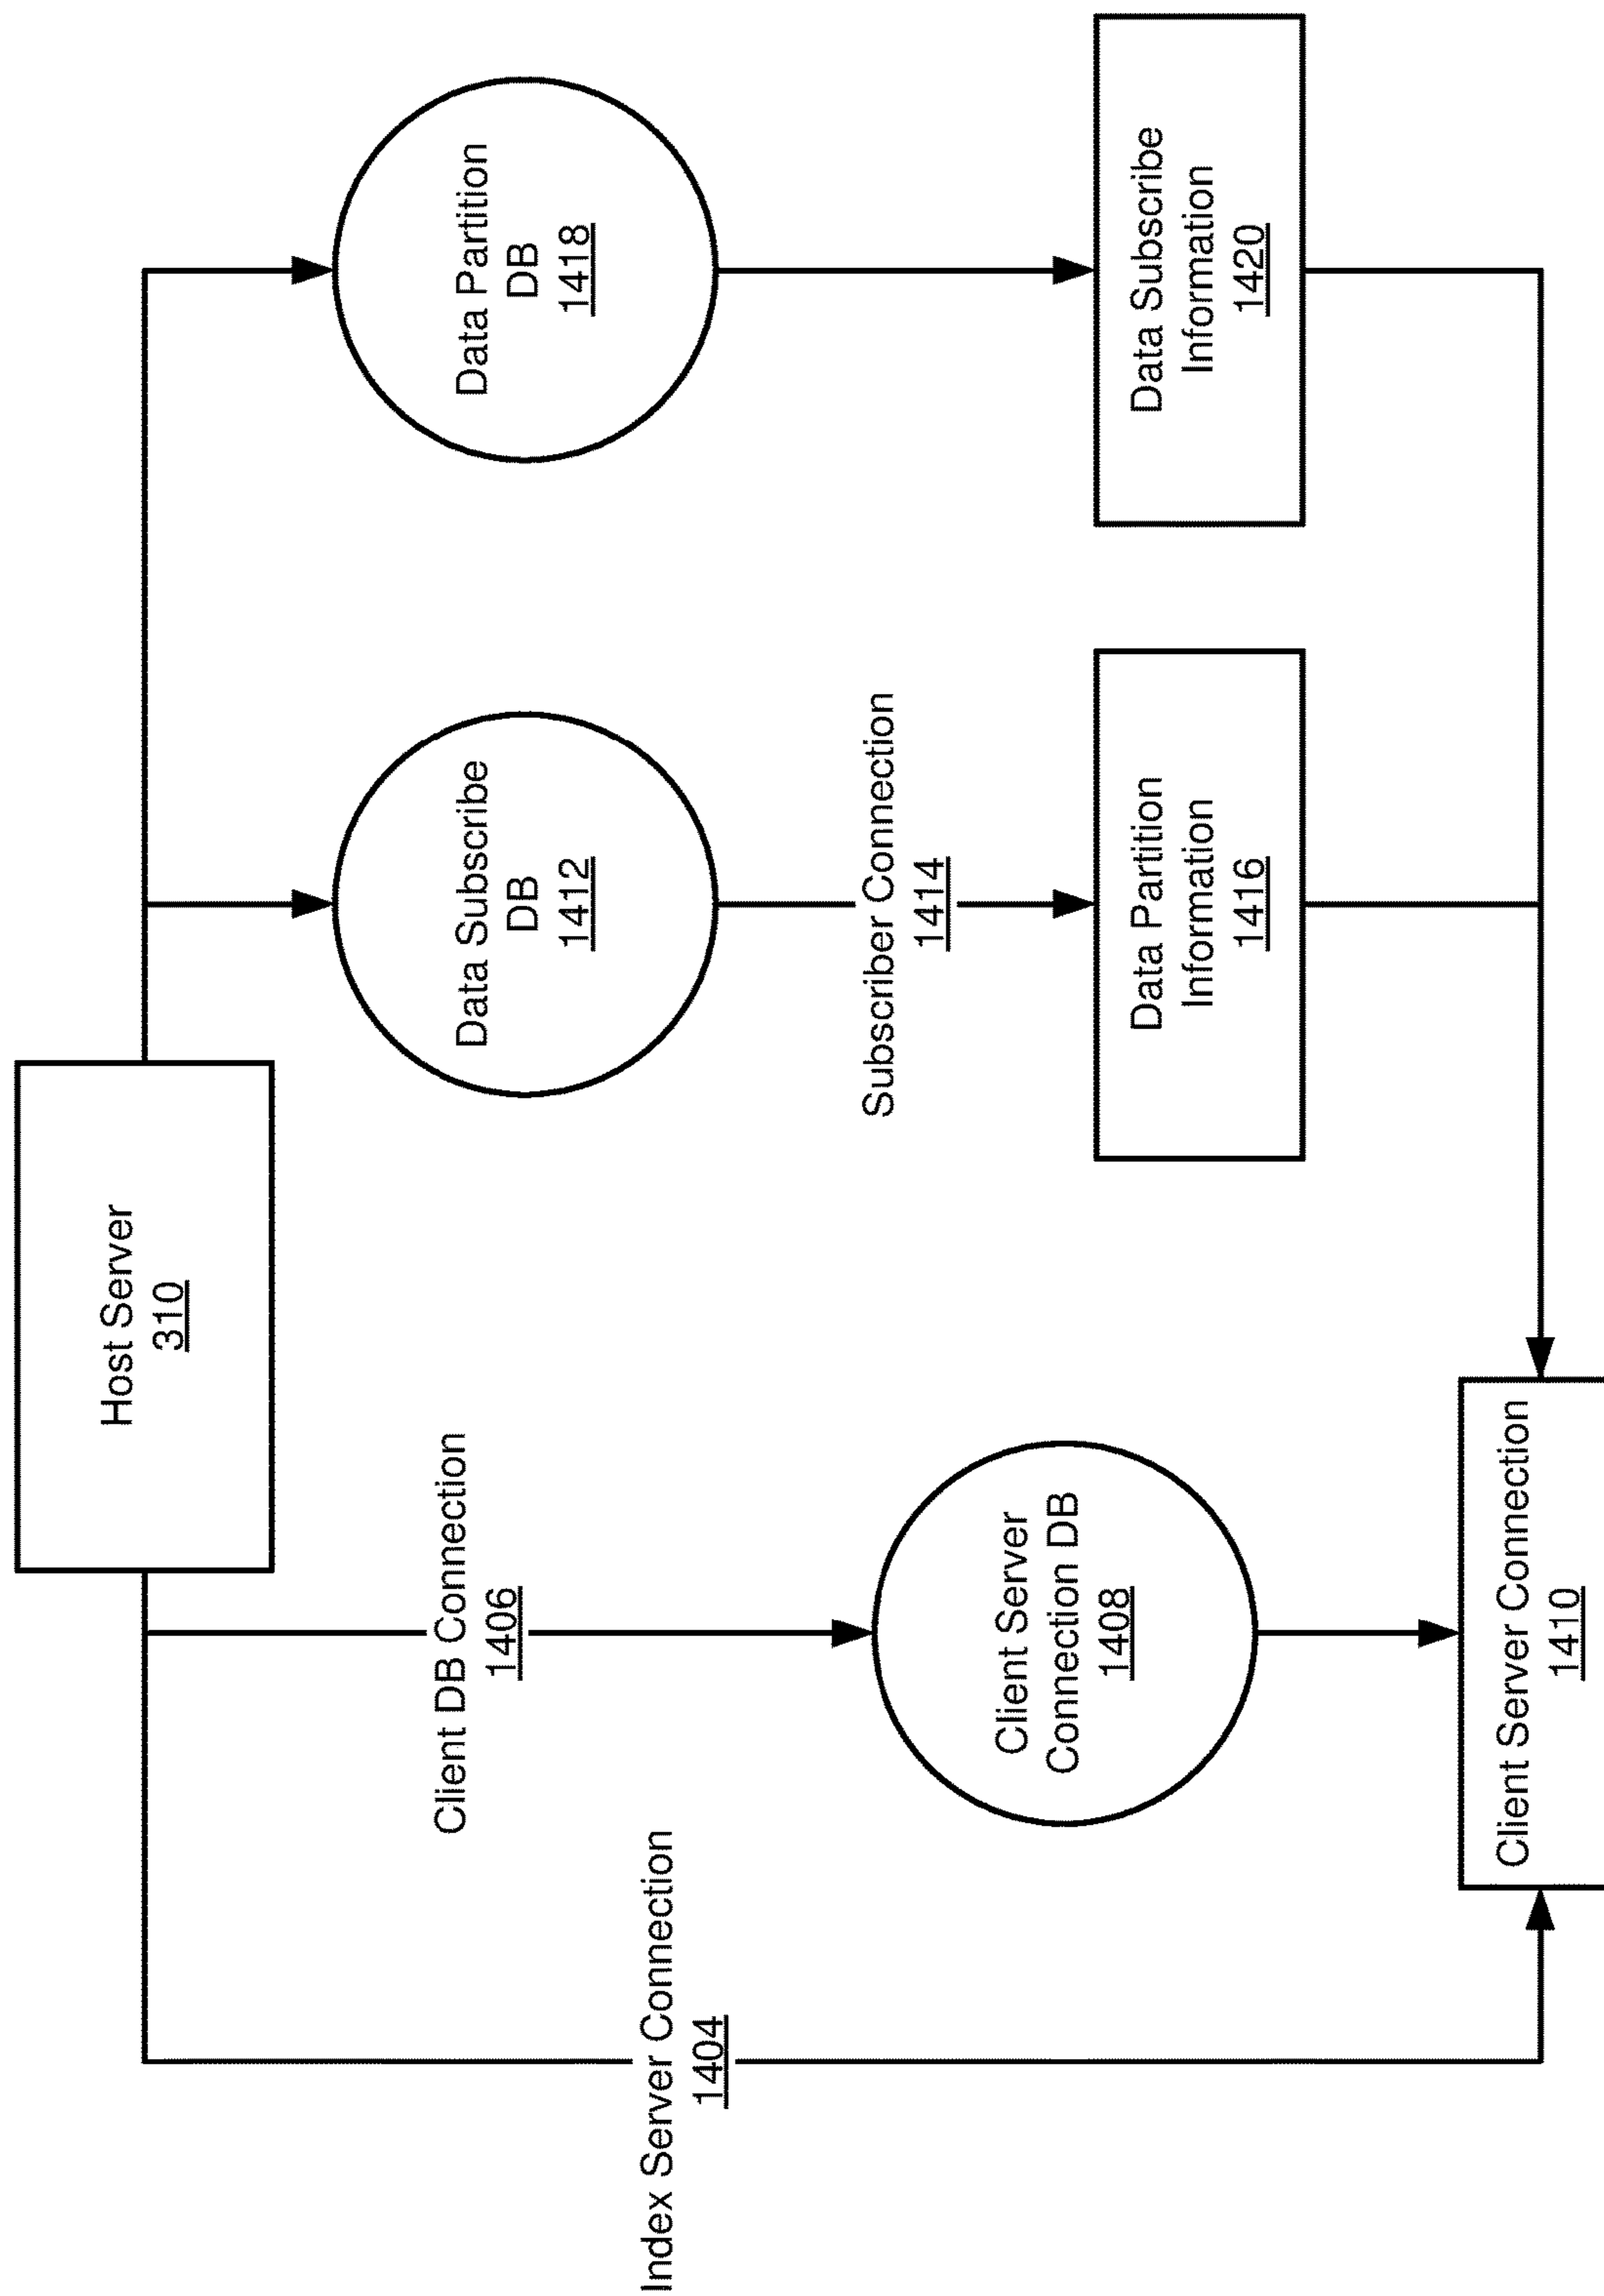 Host Server
310
Index Server Connection
1404
Client DB Connection
1406
Client Server
Connection DB
1408
Client Server Connection
1410
Data Subscribe
DB
1412
Subscriber Connection
1414
Data Partition
Information
1416
Data Partition
DB
1418
Data Subscribe
Information
1420